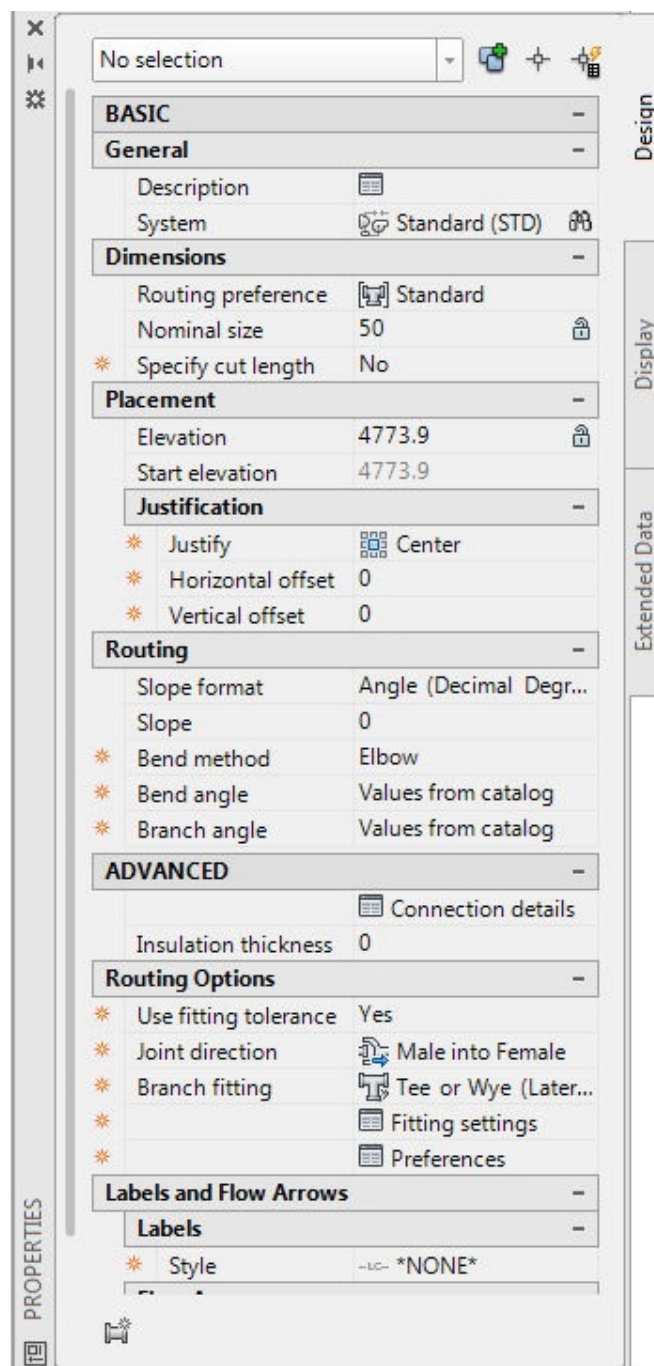 No selection
BASIC
General
Description
System Standard (STD)
Dimensions
Routing preference Standard
Nominal size 50
Specify cut length No
Placement
Elevation 4773.9
Start elevation 4773.9
Justification
Justify Center
Horizontal offset 0
Vertical offset 0
Routing
Slope format Angle (Decimal Degr...
Slope 0
Bend method Elbow
Bend angle Values from catalog
Branch angle Values from catalog
ADVANCED
Connection details
Insulation thickness 0
Routing Options
Use fitting tolerance Yes
Joint direction Male into Female
Branch fitting Tee or Wye (Later...
Fitting settings
Preferences
Labels and Flow Arrows
Labels
Style -LC- *NONE*
Design
Display
Extended Data
PROPERTIES